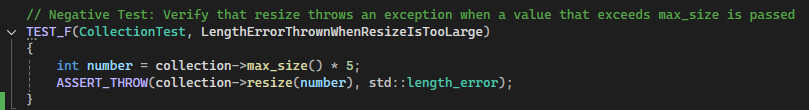 // Negative Test: Verify that resize throws an exception when a value that exceeds max_size is passed
TEST_F(CollectionTest, LengthErrorThrownWhenResizeIsTooLarge)
{
    int number = collection->max_size() * 5;
    ASSERT_THROW(collection->resize(number), std::length_error);
}